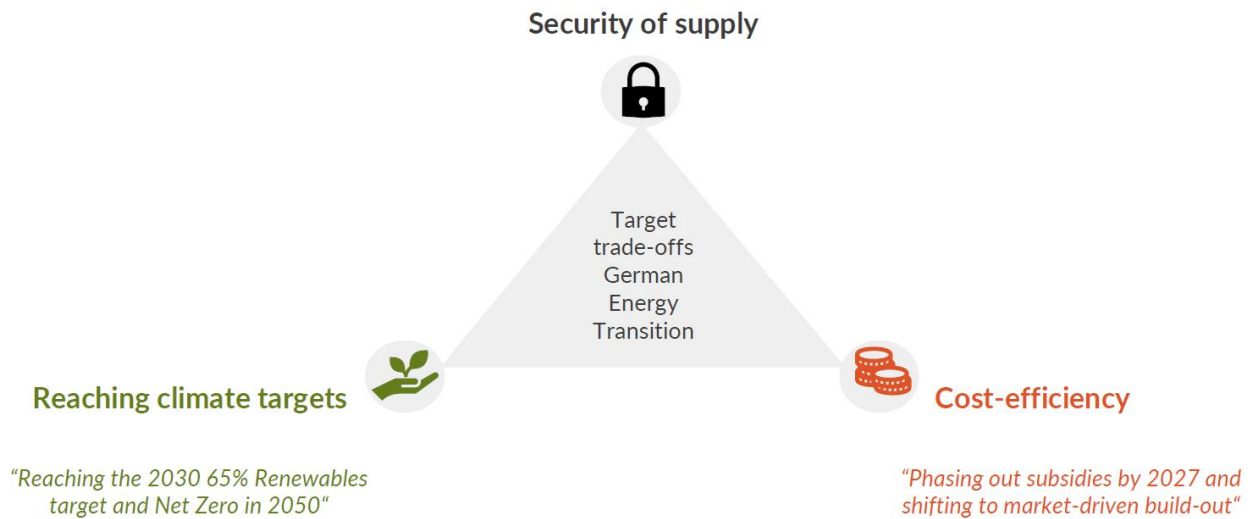 Security of supply
Target
trade-offs
German
Energy
Transition
Reaching climate targets
Cost-efficiency
“Reaching the 2030 65% Renewables
target and Net Zero in 2050“
“Phasing out subsidies by 2027 and
shifting to market-driven build-out“